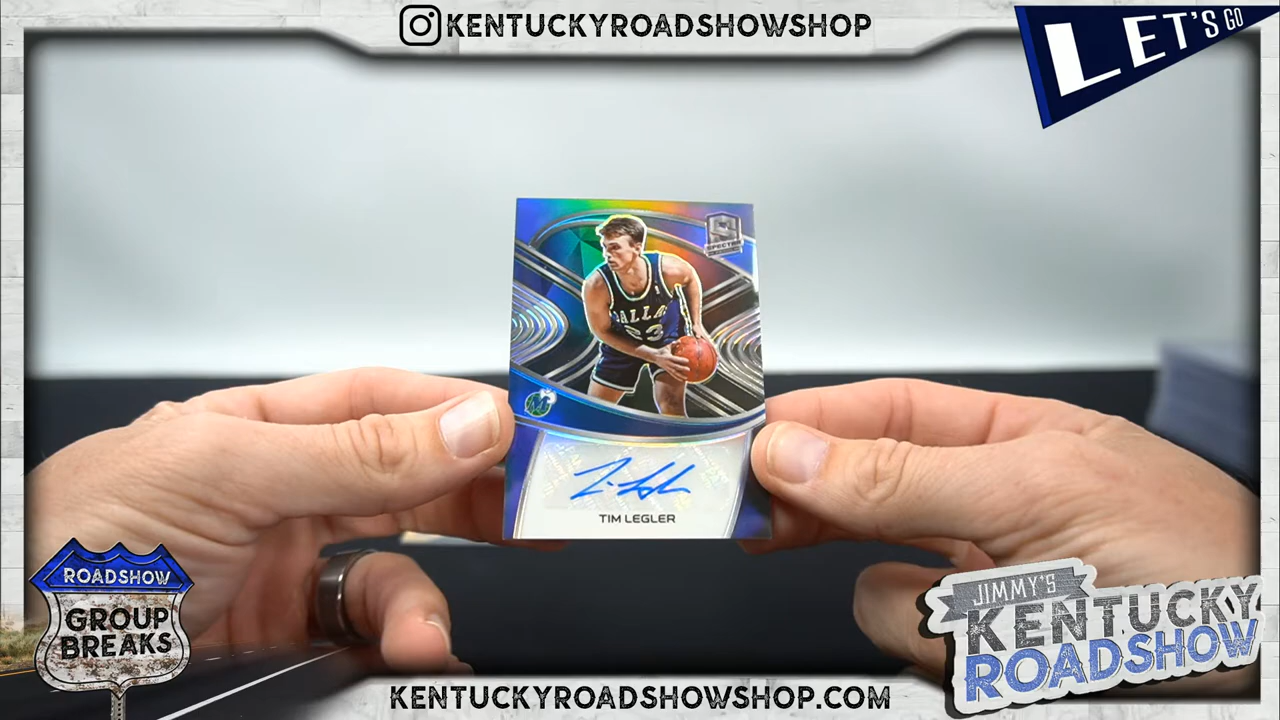 KENTUCKYROADSHOWSHOP
LET'S GO
SPECTRA
DALLAS
23
TIM LEGLER
ROADSHOW
GROUP
BREAKS
JIMMY'S
KENTUCKY
ROADSHOW
KENTUCKYROADSHOWSHOP.COM